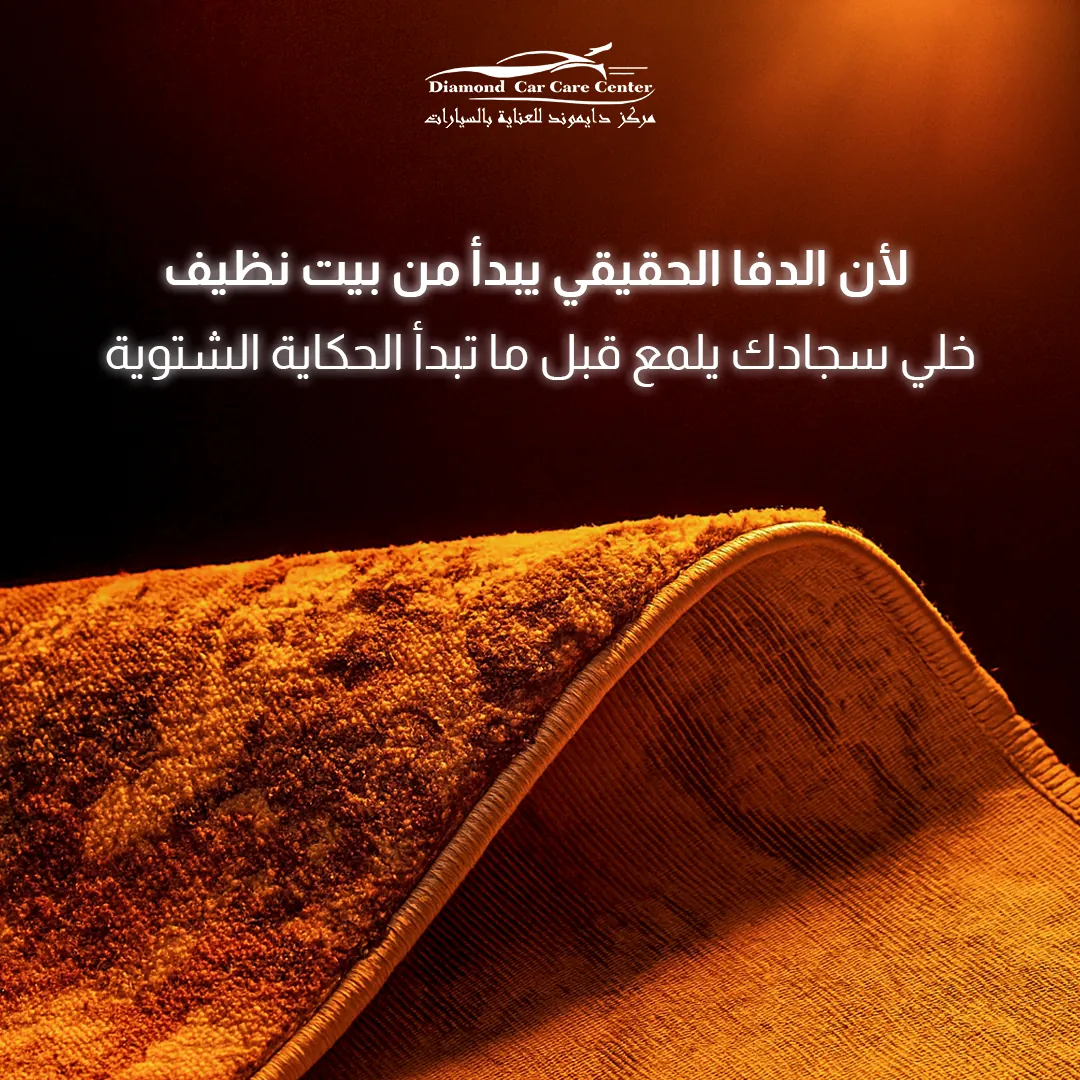 Diamond Car Care Center
مركز دايموند للعناية بالسيارات
لأن الدفا الحقيقي يبدأ من بيت نظيف
خلي سجادك يلمع قبل ما تبدأ الحكاية الشتوية